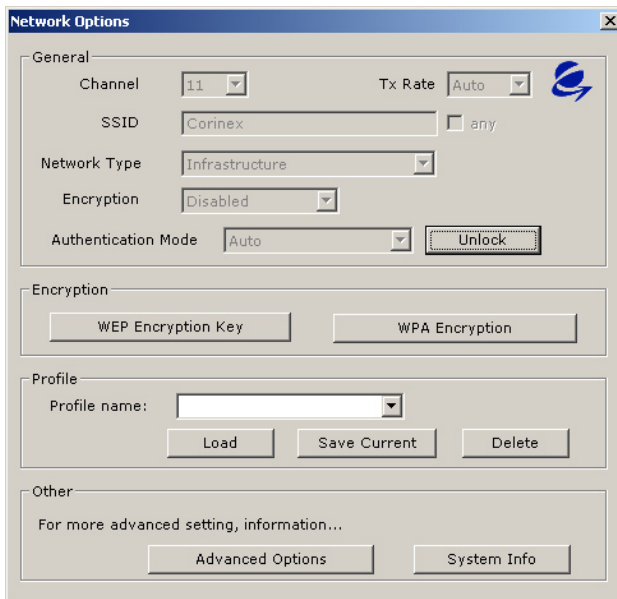 Network Options
General
Channel 11 Tx Rate Auto
SSID Corinex any
Network Type Infrastructure
Encryption Disabled
Authentication Mode Auto Unlock
Encryption
WEP Encryption Key WPA Encryption
Profile
Profile name:
Load Save Current Delete
Other
For more advanced setting, information...
Advanced Options System Info